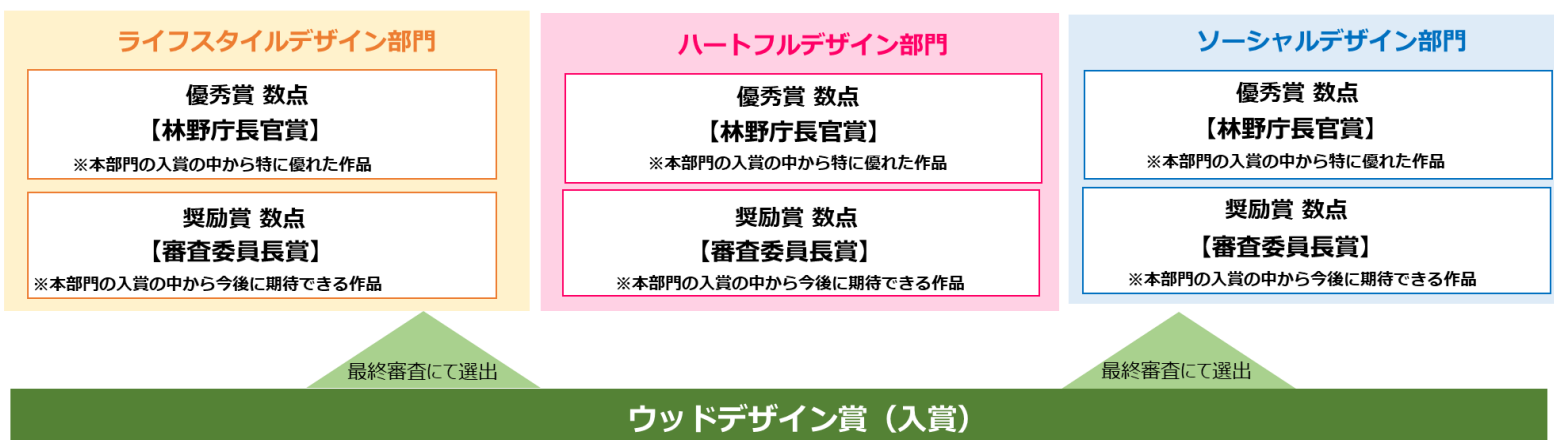 ライフスタイルデザイン部門
優秀賞 数点
【林野庁長官賞】
※本部門の入賞の中から特に優れた作品
奨励賞 数点
【審査委員長賞】
※本部門の入賞の中から今後に期待できる作品
ハートフルデザイン部門
優秀賞 数点
【林野庁長官賞】
※本部門の入賞の中から特に優れた作品
奨励賞 数点
【審査委員長賞】
※本部門の入賞の中から今後に期待できる作品
ソーシャルデザイン部門
優秀賞 数点
【林野庁長官賞】
※本部門の入賞の中から特に優れた作品
奨励賞 数点
【審査委員長賞】
※本部門の入賞の中から今後に期待できる作品
最終審査にて選出
最終審査にて選出
ウッドデザイン賞（入賞）